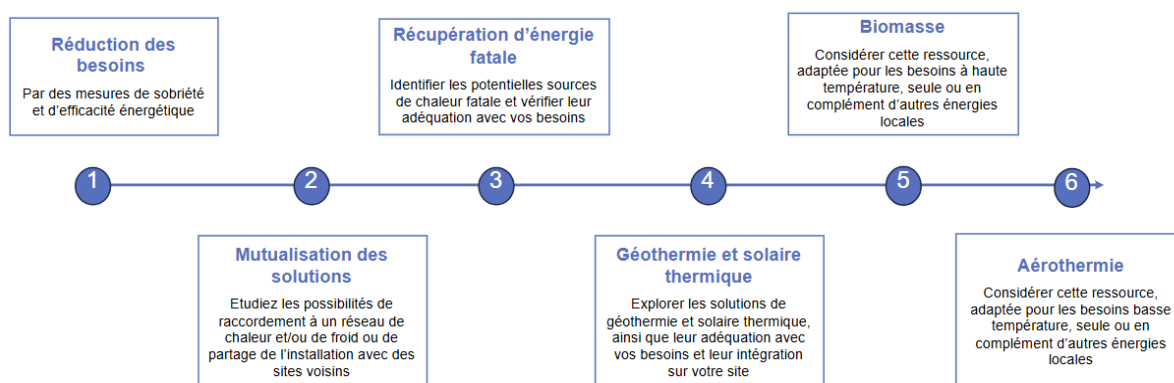 Réduction des
besoins
Par des mesures de sobriété
et d'efficacité énergétique
1
Mutualisation des
solutions
Etudiez les possibilités de
raccordement à un réseau de
chaleur et/ou de froid ou de
partage de l'installation avec des
sites voisins
2
Récupération d'énergie
fatale
Identifier les potentielles sources
de chaleur fatale et vérifier leur
adéquation avec vos besoins
3
Géothermie et solaire
thermique
Explorer les solutions de
géothermie et solaire thermique,
ainsi que leur adéquation avec
vos besoins et leur intégration
sur votre site
4
Biomasse
Considérer cette ressource,
adaptée pour les besoins à haute
température, seule ou en
complément d'autres énergies
locales
5
Aérothermie
Considérer cette ressource,
adaptée pour les besoins basse
température, seule ou en
complément d'autres énergies
locales
6